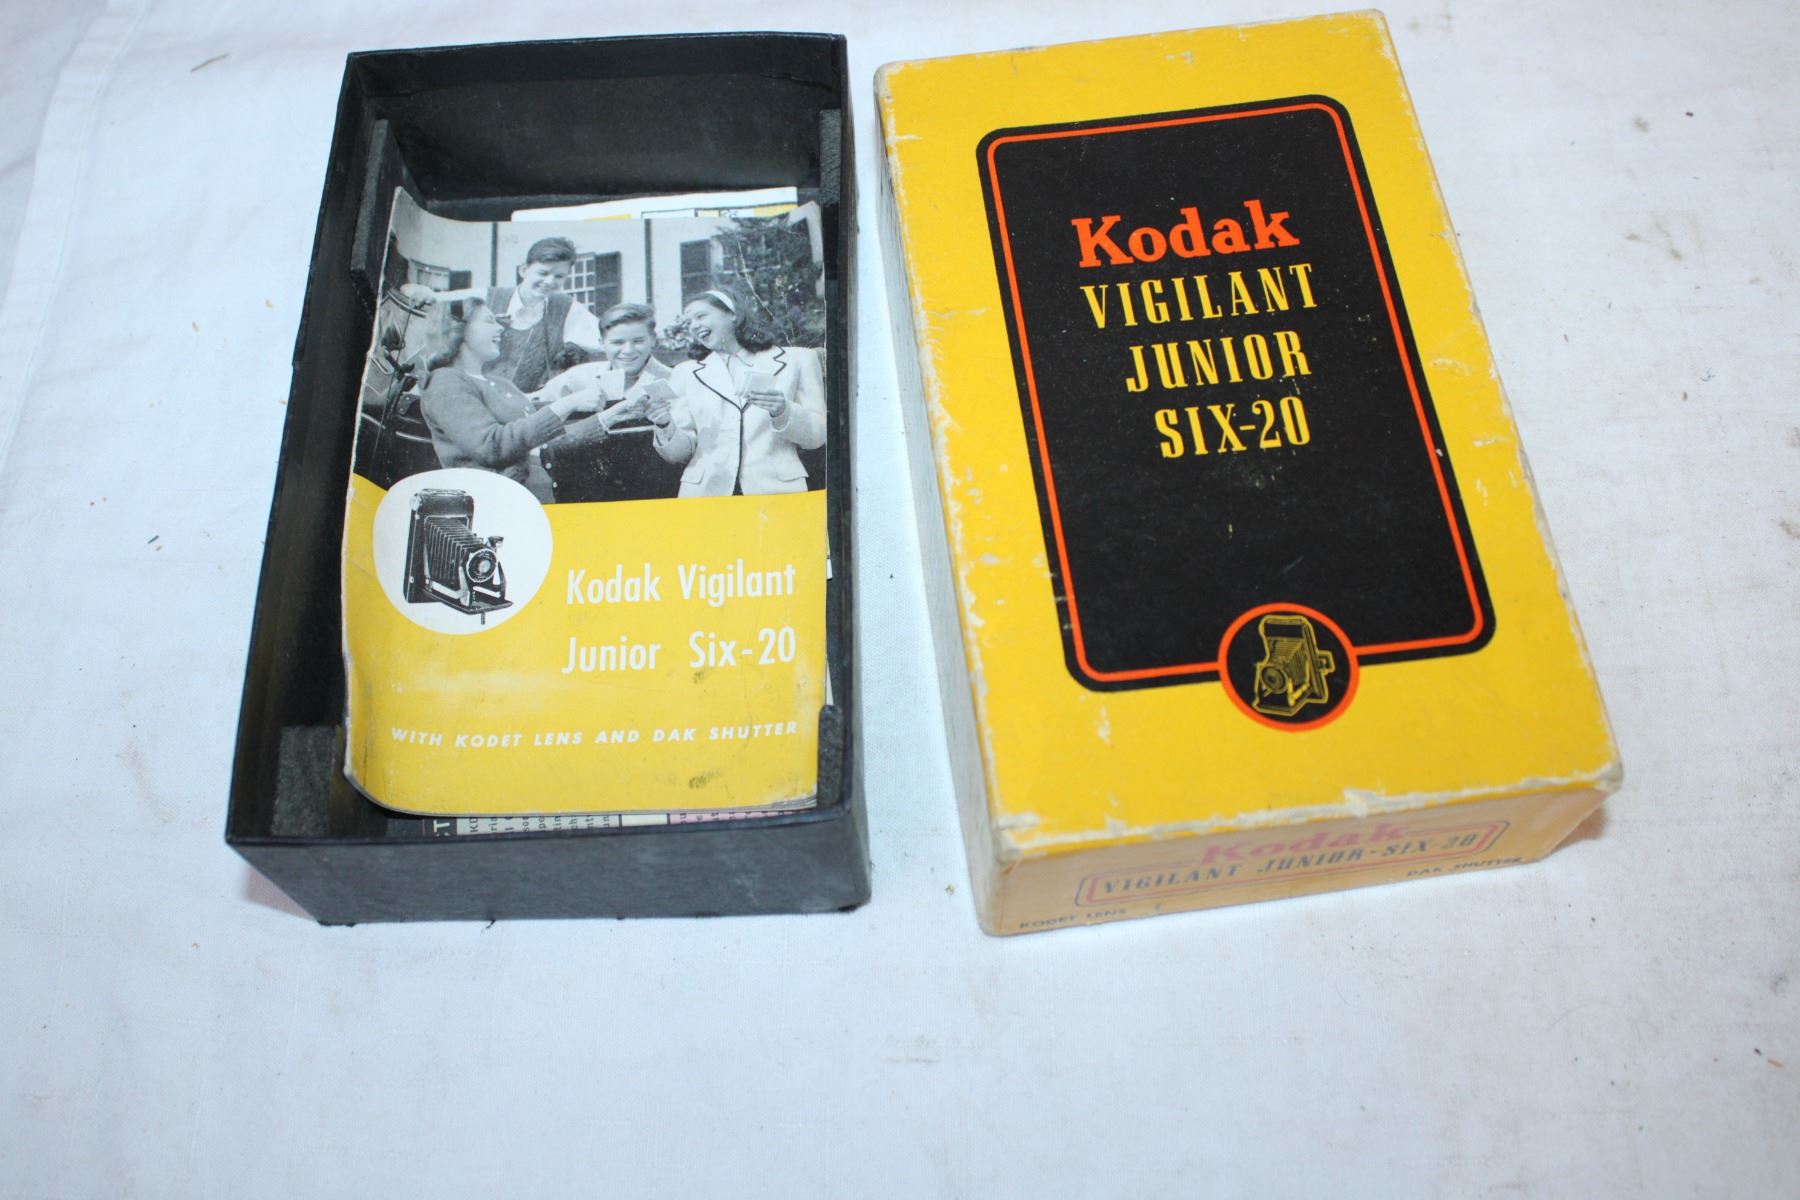 Kodak Vigilant
Junior Six-20
WITH KODET LENS AND DAK SHUTTER
Kodak
VIGILANT
JUNIOR
SIX-20
Kodak
VIGILANT JUNIOR-SIX-20
KODET LENS
DAK SHUTTER